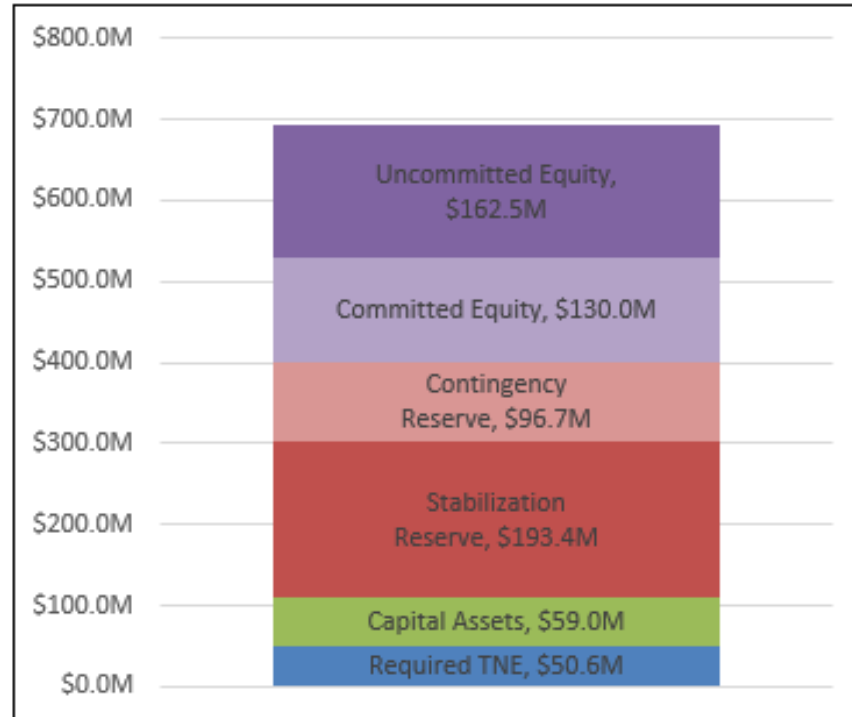 $800.0M
$700.0M
$600.0M
$500.0M
$400.0M
$300.0M
$200.0M
$100.0M
$0.0M
Uncommitted Equity,
$162.5M
Committed Equity, $130.0M
Contingency
Reserve, $96.7M
Stabilization
Reserve, $193.4M
Capital Assets, $59.0M
Required TNE, $50.6M